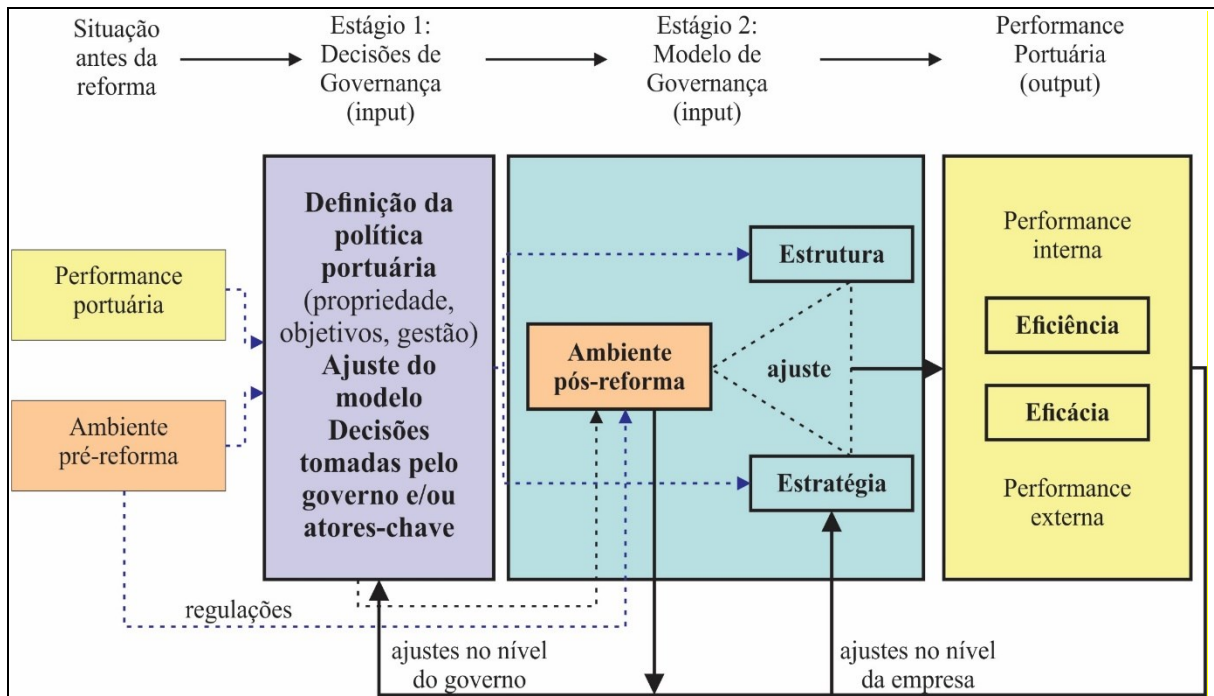 Situação
antes da
reforma
Estágio 1:
Decisões de
Governança
(input)
Estágio 2:
Modelo de
Governança
(input)
Performance
Portuária
(output)
Performance
portuária
Ambiente
pré-reforma
Definição da
política
portuária
(propriedade,
objetivos, gestão)
Ajuste do
modelo
Decisões
tomadas pelo
governo e/ou
atores-chave
Estrutura
Ambiente
pós-reforma
ajuste
Estratégia
Performance
interna
Eficiência
Eficácia
Performance
externa
regulações
ajustes no nível
do governo
ajustes no nível
da empresa